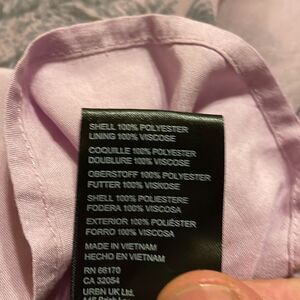 SHELL 100% POLYESTER
LINING 100% VISCOSE
COQUILLE 100% POLYESTER
DOUBLURE 100% VISCOSE
OBERSTOFF 100% POLYESTER
FUTTER 100% VISKOSE
SHELL 100% POLIESTERE
FODERA 100% VISCOSA
EXTERIOR 100% POLIÉSTER
FORRO 100% VISCOSA
MADE IN VIETNAM
HECHO EN VIETNAM
RN 66170
CA 32054
URBN UK Ltd.